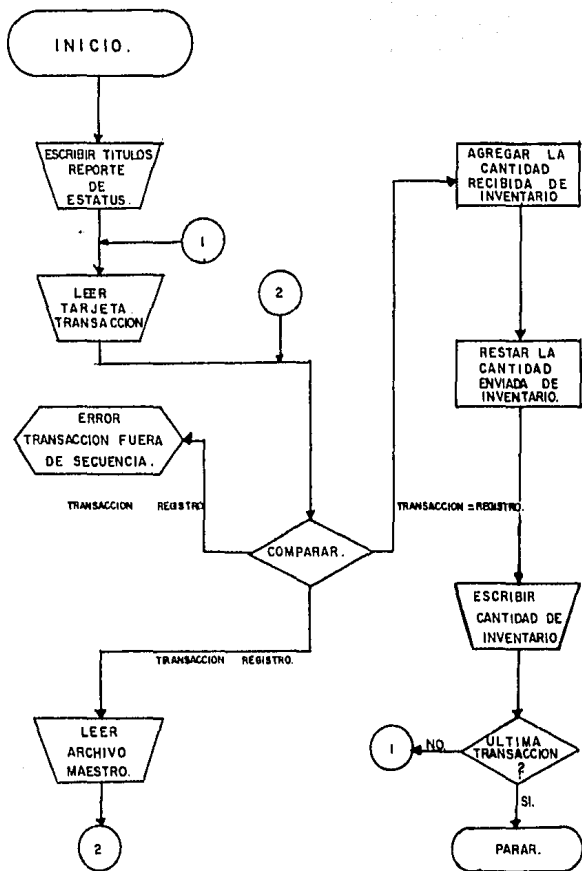 INICIO.
ESCRIBIR TITULOS
REPORTE
DE
ESTATUS.
1
LEER
TARJETA.
TRANSACCION
2
ERROR
TRANSACCION FUERA
DE SECUENCIA.
TRANSACCION REGISTRO
COMPARAR.
TRANSACCION = REGISTRO.
TRANSACCION REGISTRO.
LEER
ARCHIVO
MAESTRO.
2
AGREGAR LA
CANTIDAD
RECIBIDA DE
INVENTARIO
RESTAR LA
CANTIDAD
ENVIADA DE
INVENTARIO.
ESCRIBIR
CANTIDAD DE
INVENTARIO
ULTIMA
TRANSACCION
?
NO
1
SI.
PARAR.